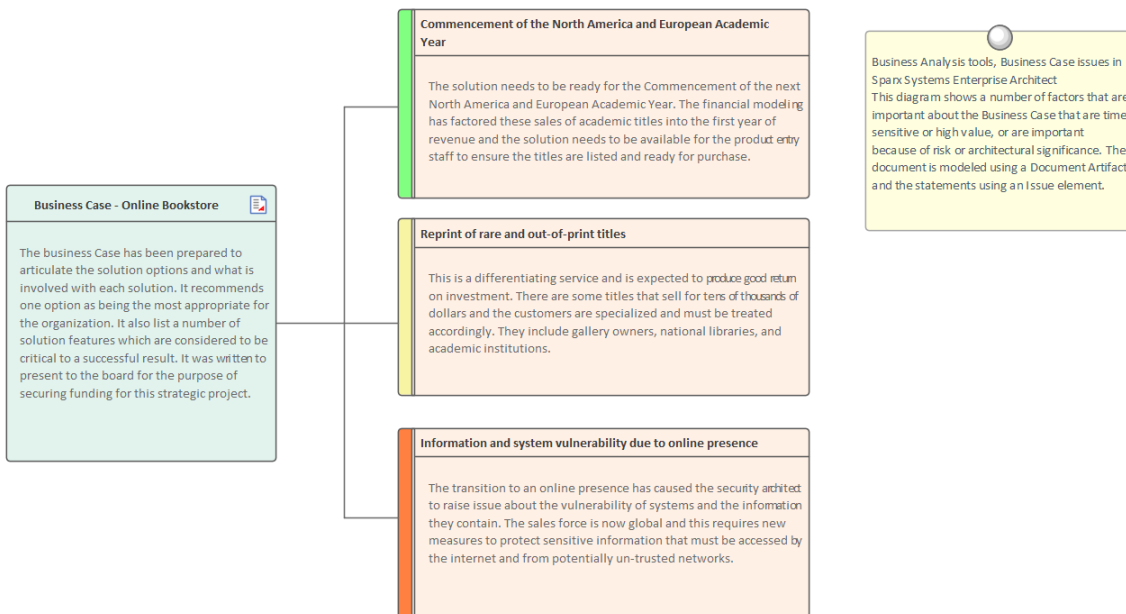 Business Case - Online Bookstore
The business Case has been prepared to
articulate the solution options and what is
involved with each solution. It recommends
one option as being the most appropriate for
the organization. It also list a number of
solution features which are considered to be
critical to a successful result. It was written to
present to the board for the purpose of
securing funding for this strategic project.
Commencement of the North America and European Academic
Year
The solution needs to be ready for the Commencement of the next
North America and European Academic Year. The financial modeling
has factored these sales of academic titles into the first year of
revenue and the solution needs to be available for the product entry
staff to ensure the titles are listed and ready for purchase.
Reprint of rare and out-of-print titles
This is a differentiating service and is expected to produce good return
on investment. There are some titles that sell for tens of thousands of
dollars and the customers are specialized and must be treated
accordingly. They include gallery owners, national libraries, and
academic institutions.
Information and system vulnerability due to online presence
The transition to an online presence has caused the security architect
to raise issue about the vulnerability of systems and the information
they contain. The sales force is now global and this requires new
measures to protect sensitive information that must be accessed by
the internet and from potentially un-trusted networks.
Business Analysis tools, Business Case issues in
Sparx Systems Enterprise Architect
This diagram shows a number of factors that are
important about the Business Case that are time
sensitive or high value, or are important
because of risk or architectural significance. The
document is modeled using a Document Artifact
and the statements using an Issue element.